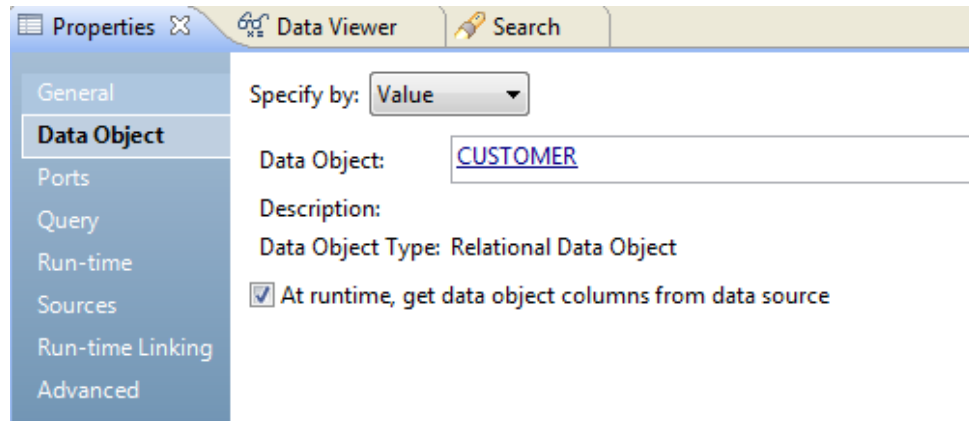 Properties Data Viewer Search
General
Data Object
Ports
Query
Run-time
Sources
Run-time Linking
Advanced
Specify by: Value
Data Object: CUSTOMER
Description:
Data Object Type: Relational Data Object
At runtime, get data object columns from data source